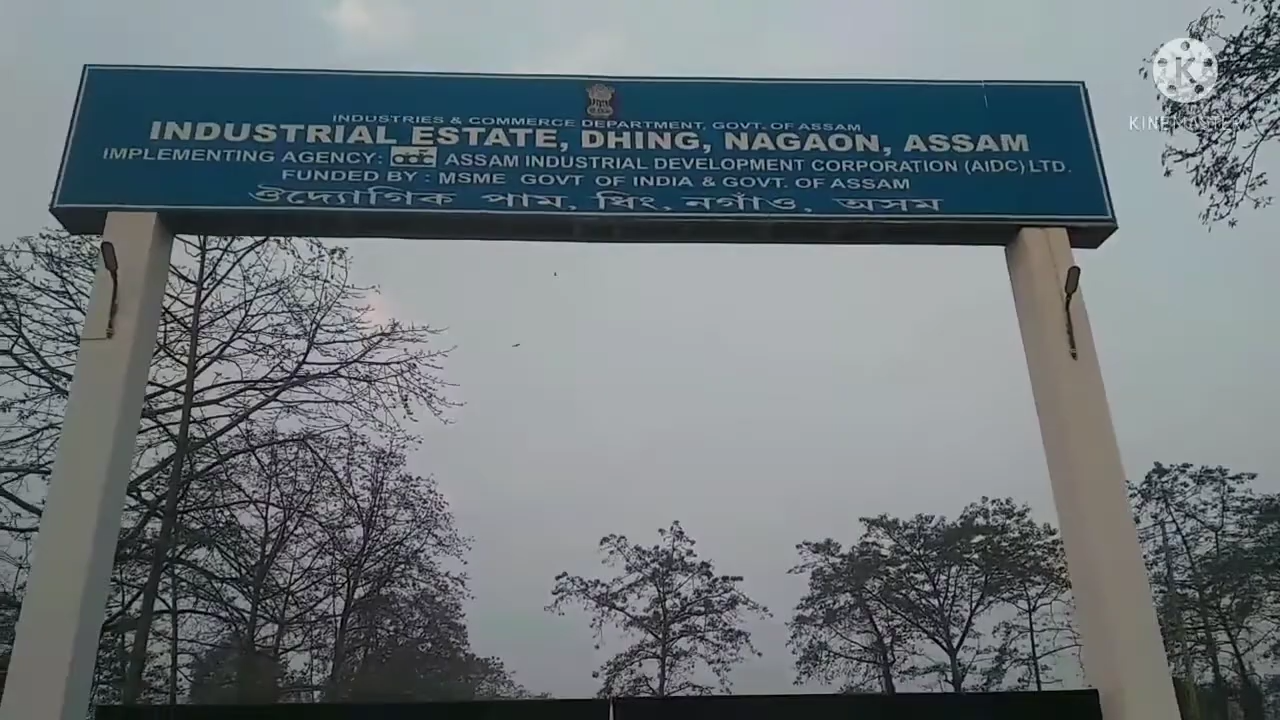 INDUSTRIES & COMMERCE DEPARTMENT, GOVT. OF ASSAM
INDUSTRIAL ESTATE, DHING, NAGAON, ASSAM
IMPLEMENTING AGENCY: aidc ASSAM INDUSTRIAL DEVELOPMENT CORPORATION (AIDC) LTD.
FUNDED BY : MSME GOVT OF INDIA & GOVT. OF ASSAM
ঔদ্যোগিক পাম, ধিং, নগাঁও, অসম
K
KINEMASTER